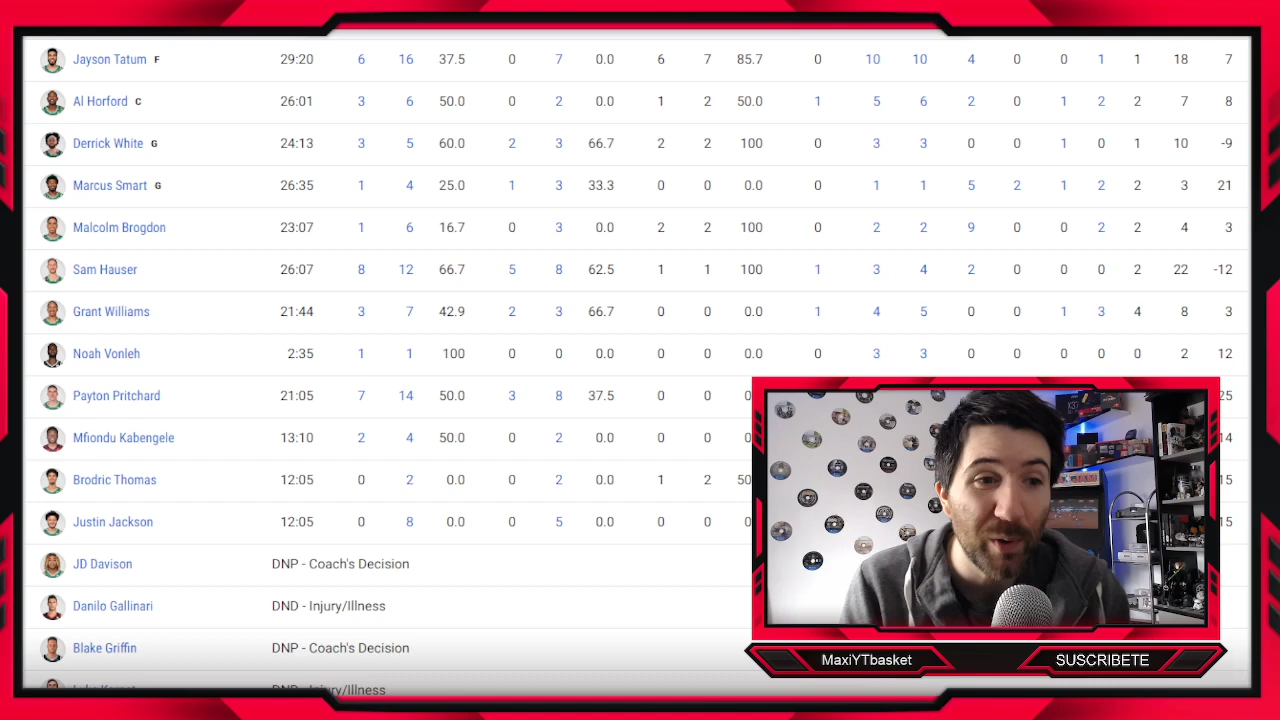 Jayson Tatum F 29:20 6 16 37.5 0 7 0.0 6 7 85.7 0 10 10 4 0 0 1 1 18 7
Al Horford C 26:01 3 6 50.0 0 2 0.0 1 2 50.0 1 5 6 2 0 1 2 2 7 8
Derrick White G 24:13 3 5 60.0 2 3 66.7 2 2 100 0 3 3 0 0 1 0 1 10 -9
Marcus Smart G 26:35 1 4 25.0 1 3 33.3 0 0 0.0 0 1 1 5 2 1 2 2 3 21
Malcolm Brogdon 23:07 1 6 16.7 0 3 0.0 2 2 100 0 2 2 9 0 0 2 2 4 3
Sam Hauser 26:07 8 12 66.7 5 8 62.5 1 1 100 1 3 4 2 0 0 0 2 22 -12
Grant Williams 21:44 3 7 42.9 2 3 66.7 0 0 0.0 1 4 5 0 0 1 3 4 8 3
Noah Vonleh 2:35 1 1 100 0 0 0.0 0 0 0.0 0 3 3 0 0 0 0 0 2 12
Payton Pritchard 21:05 7 14 50.0 3 8 37.5 0 0 0 25
Mfiondu Kabengele 13:10 2 4 50.0 0 2 0.0 0 0 0 14
Brodric Thomas 12:05 0 2 0.0 0 2 0.0 1 2 50 15
Justin Jackson 12:05 0 8 0.0 0 5 0.0 0 0 0 15
JD Davison DNP - Coach's Decision
Danilo Gallinari DND - Injury/Illness
Blake Griffin DNP - Coach's Decision
DND - Injury/Illness
MaxiYTbasket SUSCRIBETE